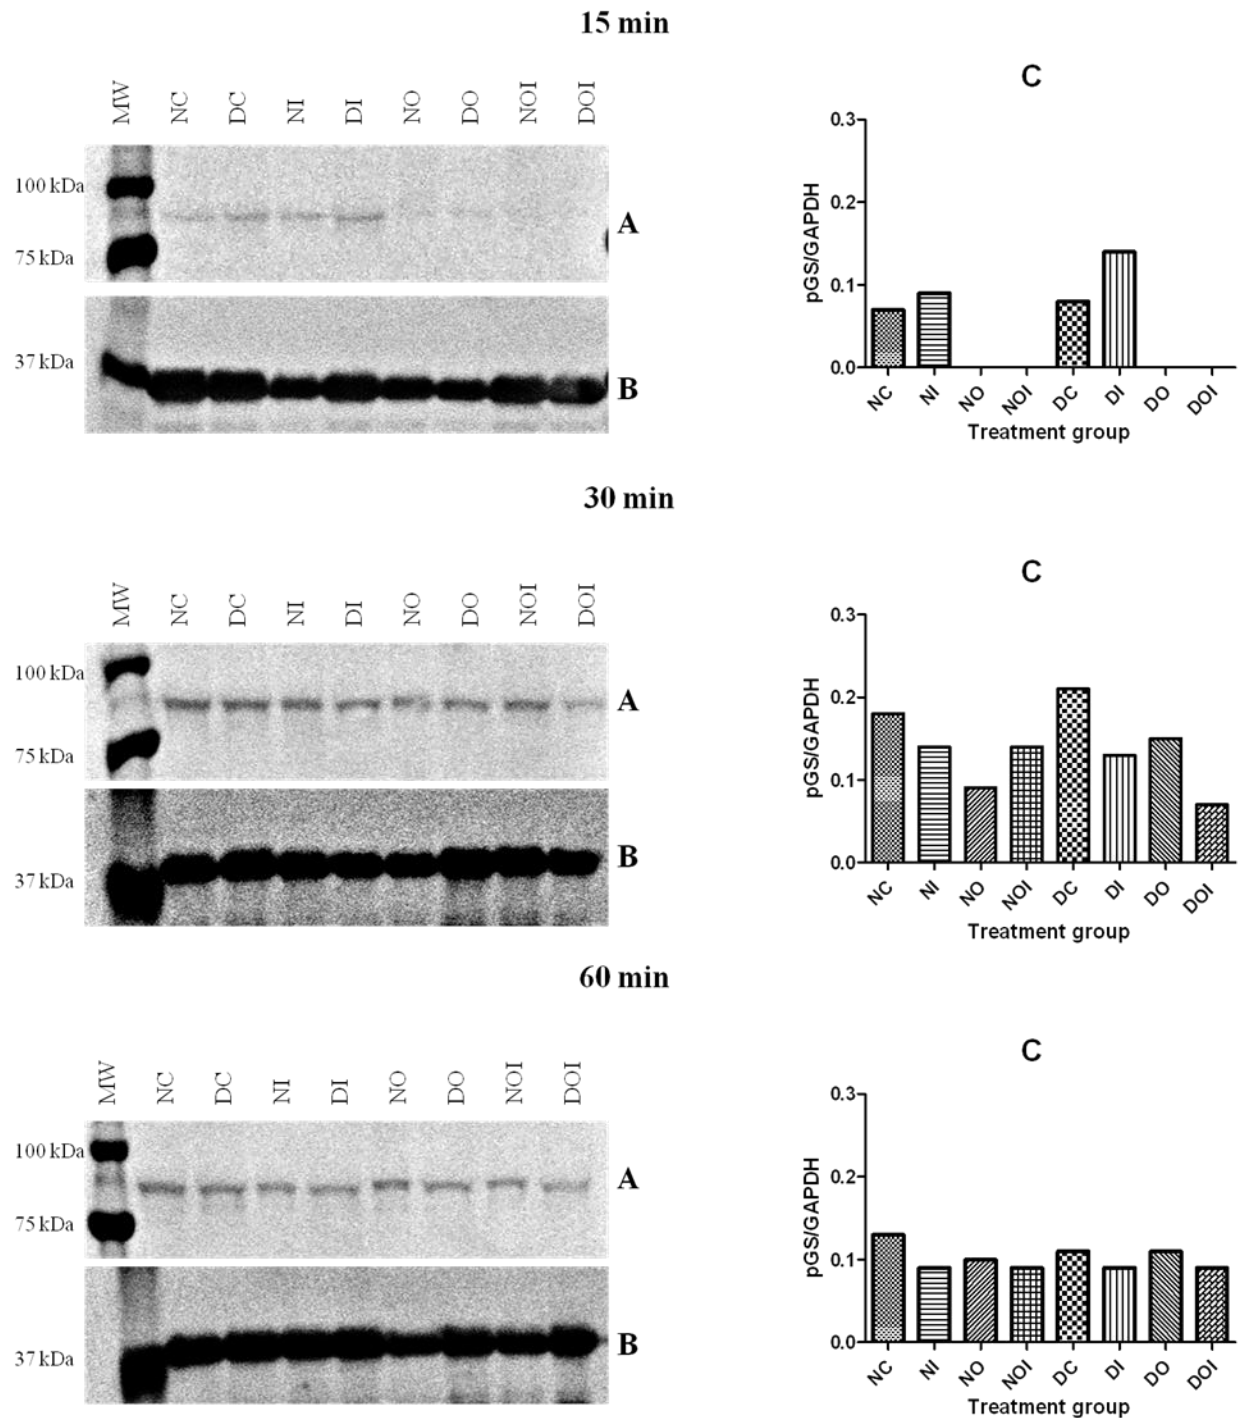 15 min
MW NC DC NI DI NO DO NOI DOI
100 kDa
75 kDa
A
37 kDa
B
C
0.3
0.2
0.1
0.0
pGS/GAPDH
NC NI NO NOI DC DI DO DOI
Treatment group
30 min
MW NC DC NI DI NO DO NOI DOI
100 kDa
75 kDa
A
37 kDa
B
C
0.3
0.2
0.1
0.0
pGS/GAPDH
NC NI NO NOI DC DI DO DOI
Treatment group
60 min
MW NC DC NI DI NO DO NOI DOI
100 kDa
75 kDa
A
37 kDa
B
C
0.3
0.2
0.1
0.0
pGS/GAPDH
NC NI NO NOI DC DI DO DOI
Treatment group